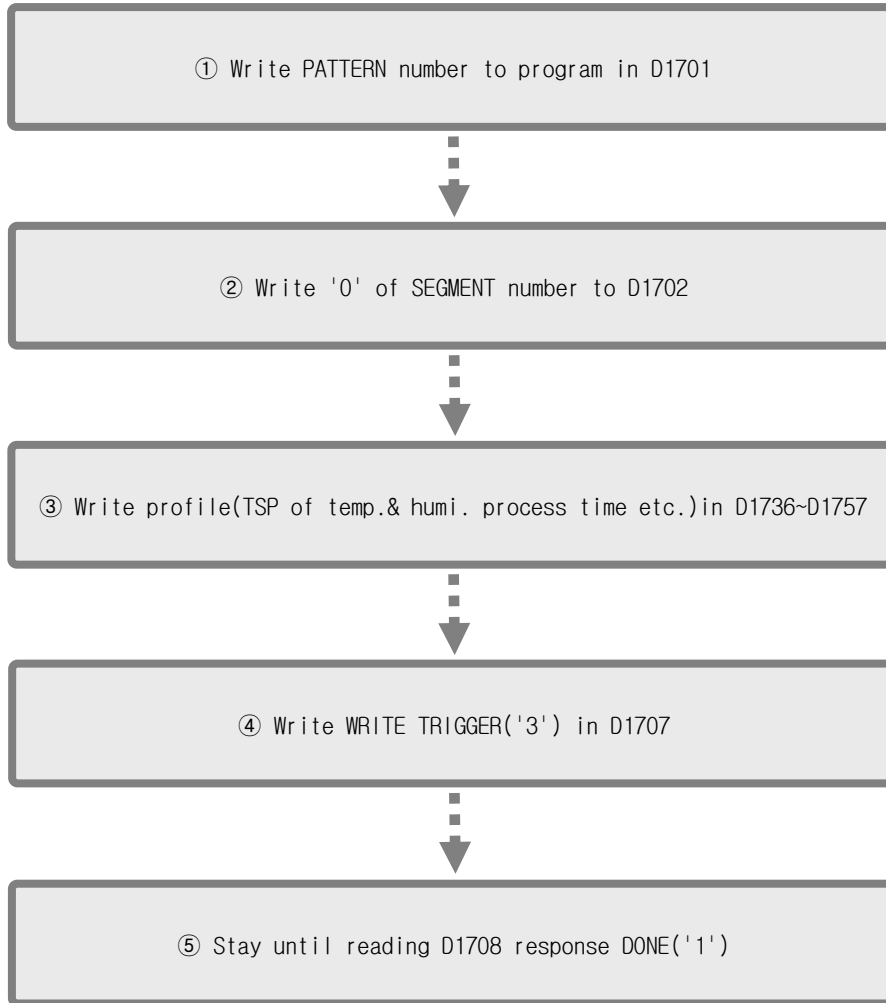 ① Write PATTERN number to program in D1701
② Write '0' of SEGMENT number to D1702
③ Write profile(TSP of temp.& humi. process time etc.)in D1736~D1757
④ Write WRITE TRIGGER('3') in D1707
⑤ Stay until reading D1708 response DONE('1')